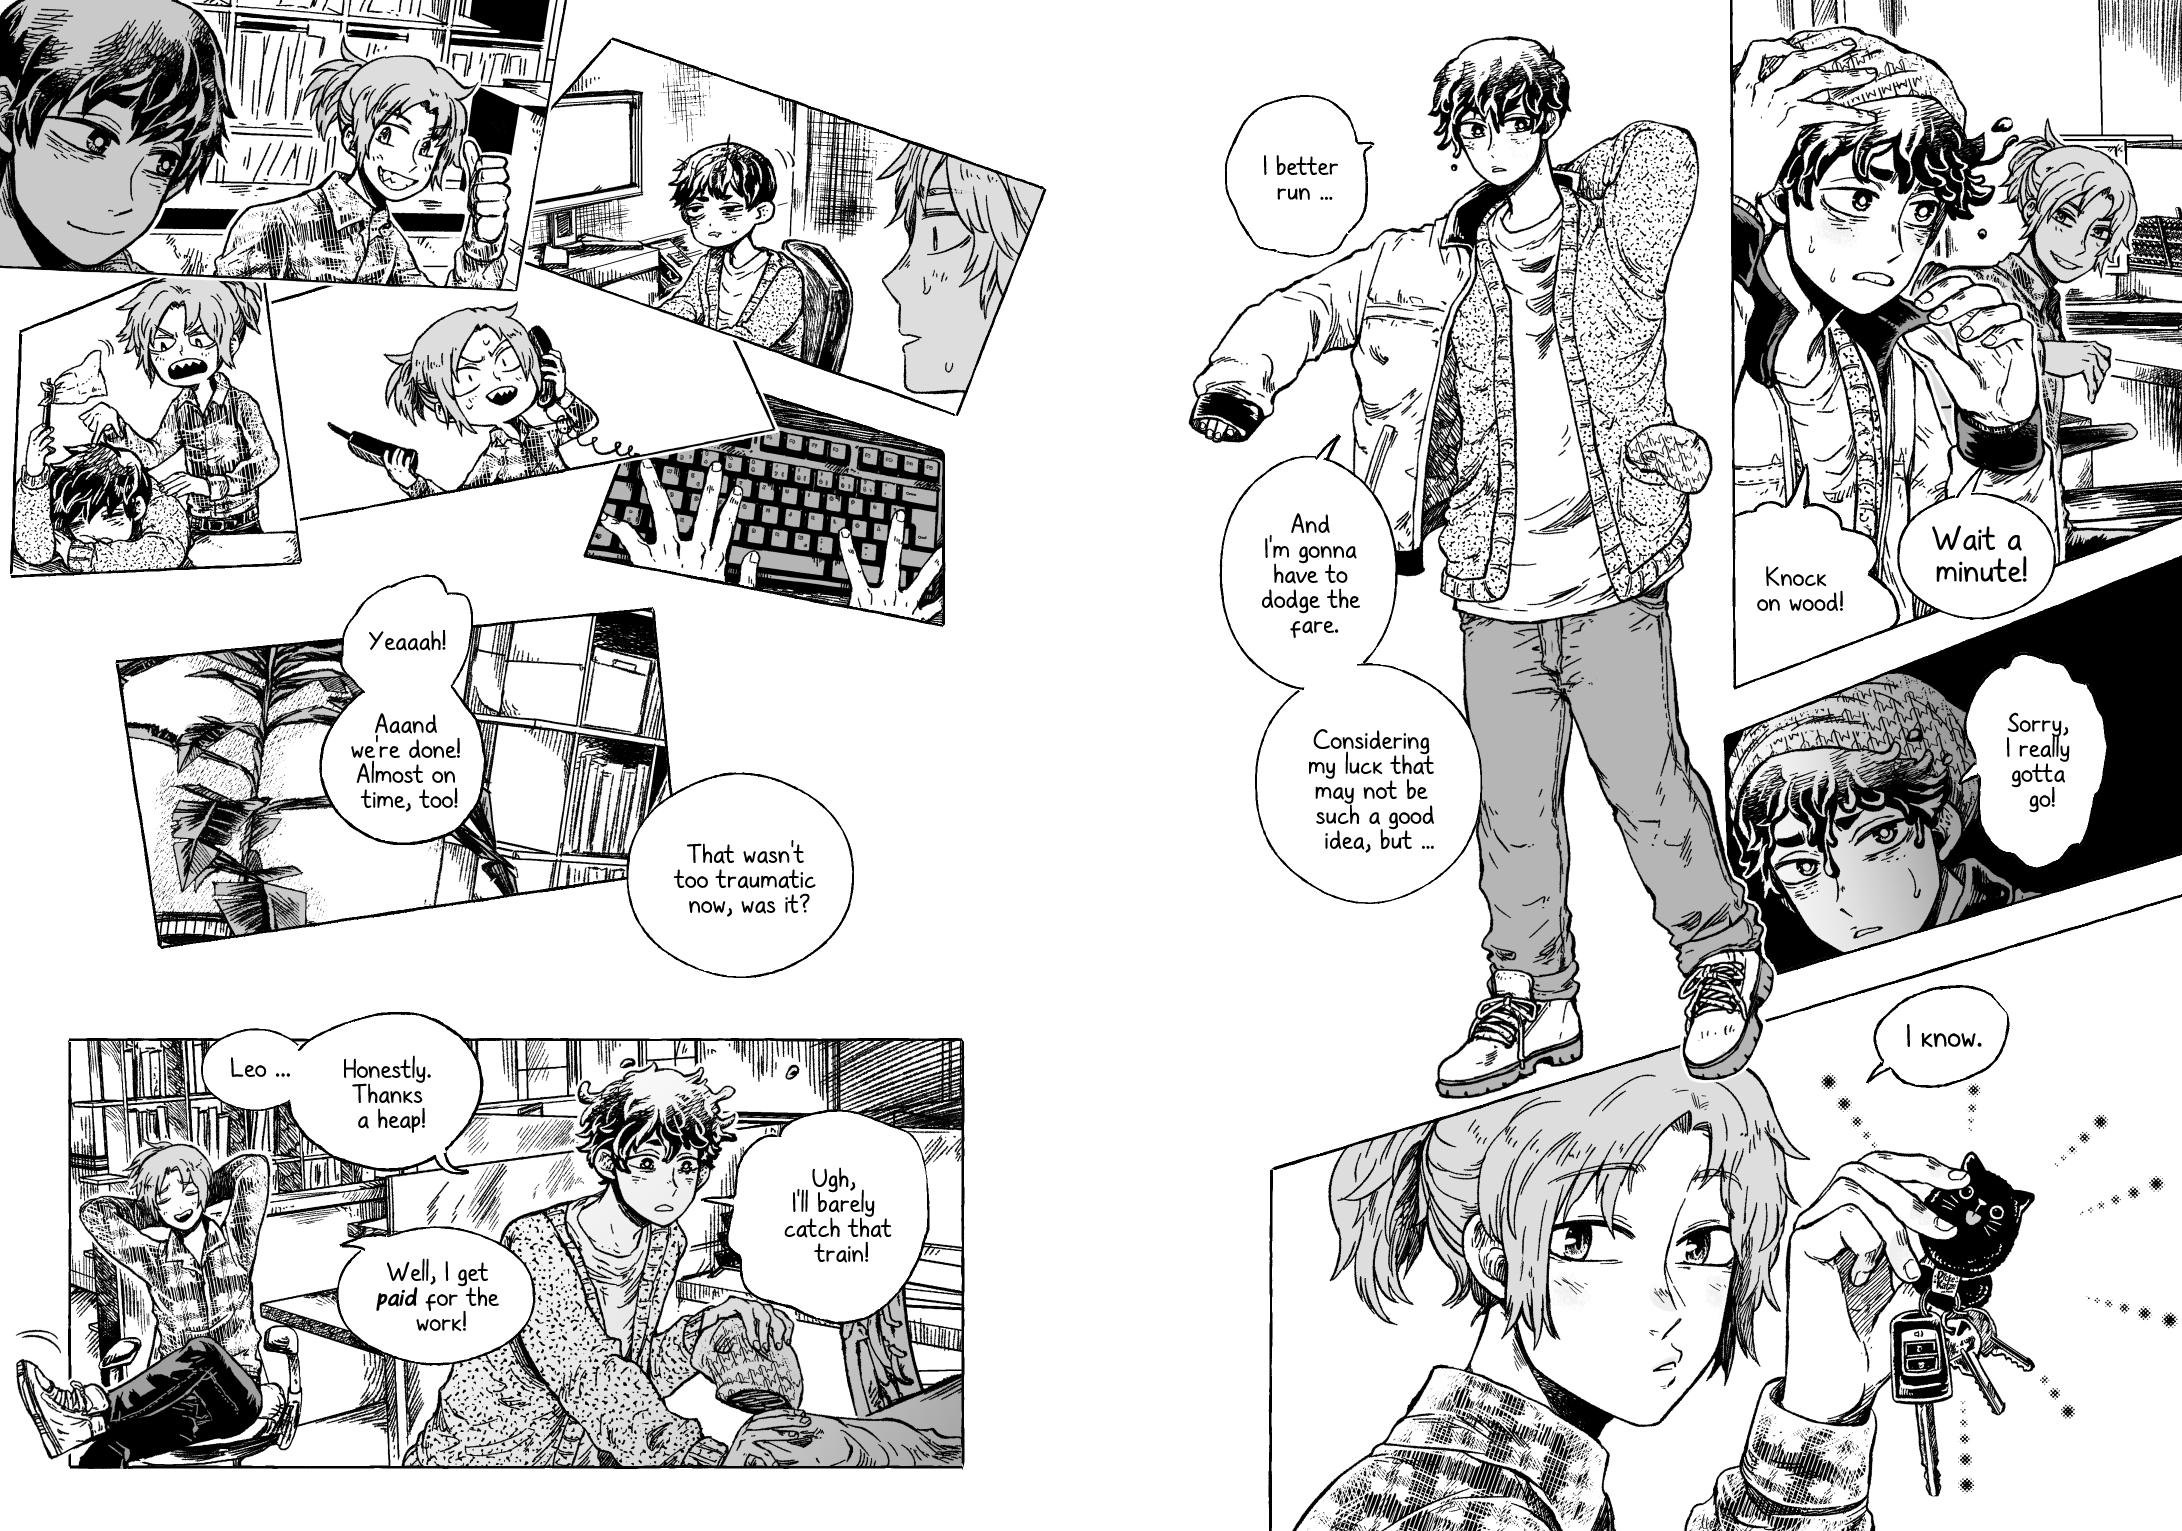 Yeaaah!
Aaand
we're done!
Almost on
time, too!
That wasn't
too traumatic
now, was it?
Leo ...
Honestly.
Thanks
a heap!
Well, I get
paid for the
work!
Ugh,
I'll barely
catch that
train!
I better
run ...
And
I'm gonna
have to
dodge the
fare.
Considering
my luck that
may not be
such a good
idea, but ...
Knock
on wood!
Wait a
minute!
Sorry,
I really
gotta
go!
I know.